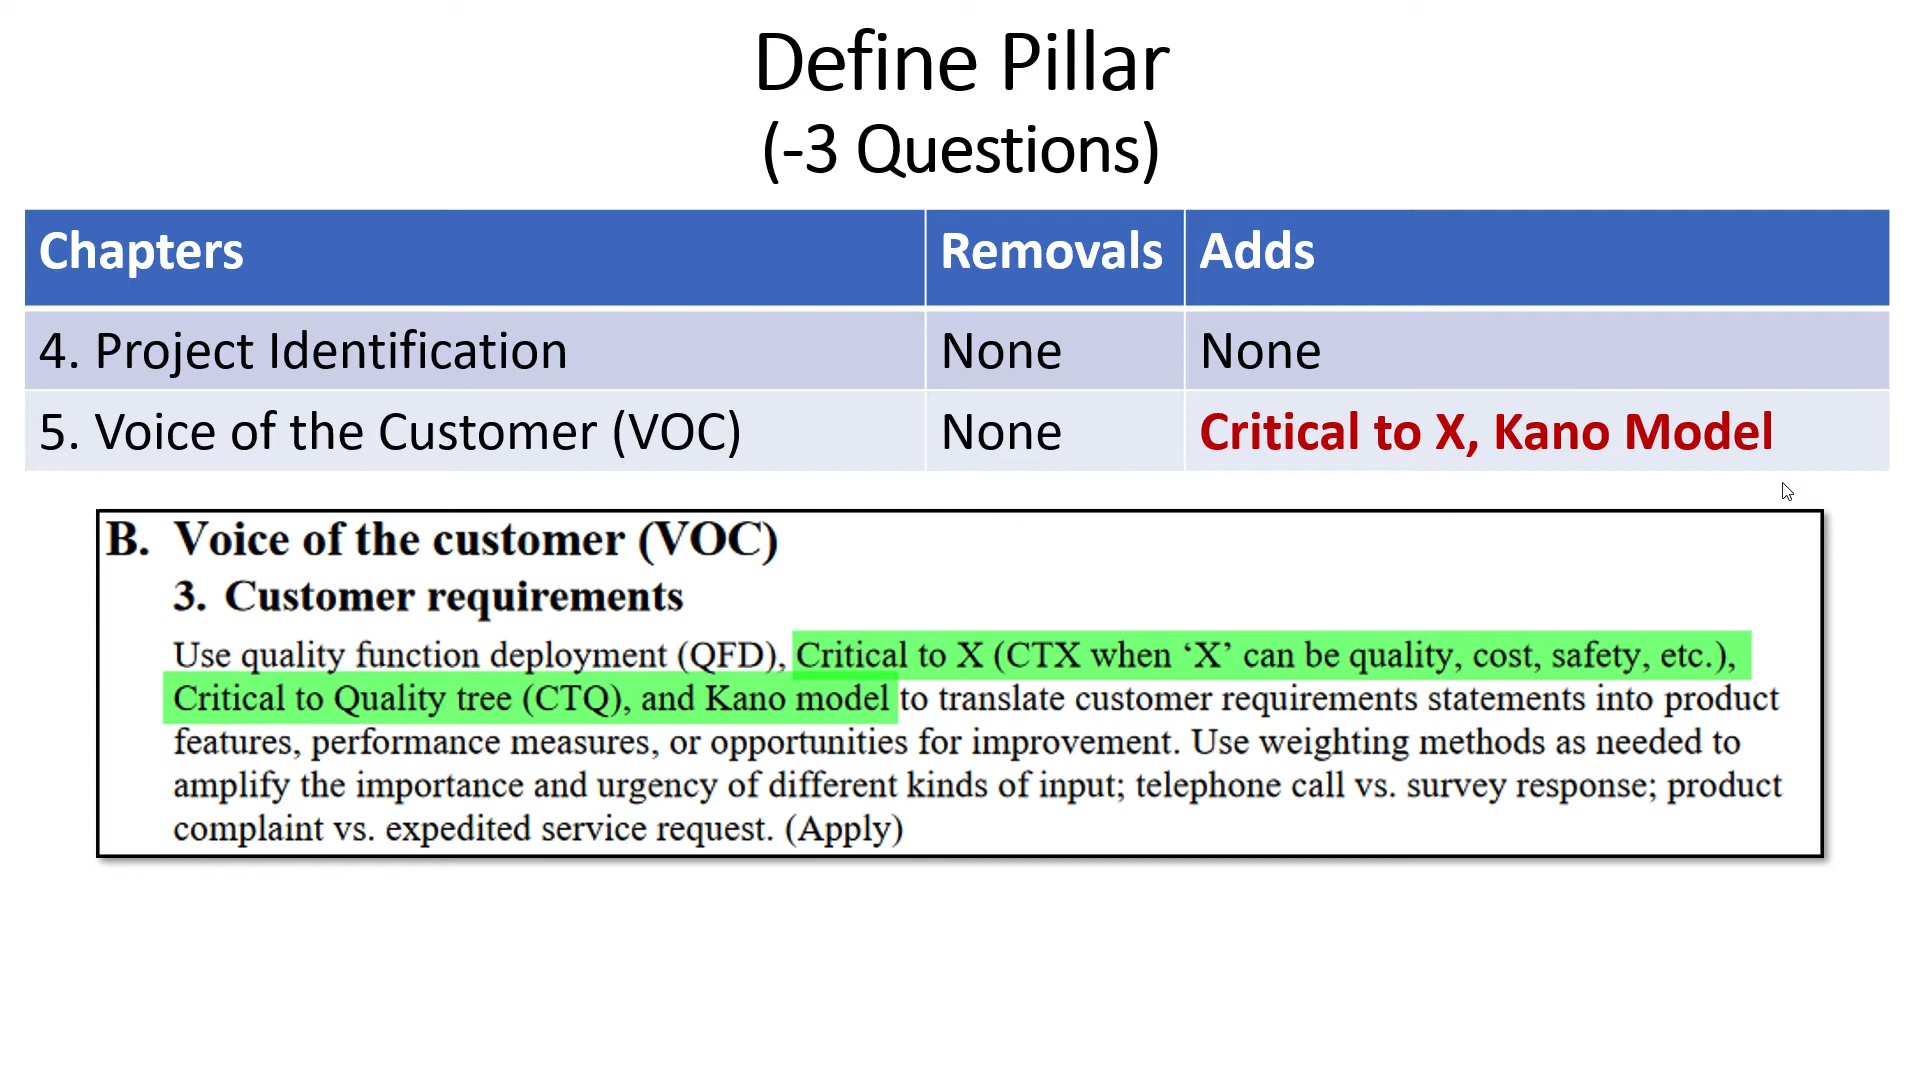 Define Pillar
(-3 Questions)
Chapters Removals Adds
4. Project Identification None None
5. Voice of the Customer (VOC) None Critical to X, Kano Model
B. Voice of the customer (VOC)
3. Customer requirements
Use quality function deployment (QFD), Critical to X (CTX when ‘X’ can be quality, cost, safety, etc.),
Critical to Quality tree (CTQ), and Kano model to translate customer requirements statements into product
features, performance measures, or opportunities for improvement. Use weighting methods as needed to
amplify the importance and urgency of different kinds of input; telephone call vs. survey response; product
complaint vs. expedited service request. (Apply)